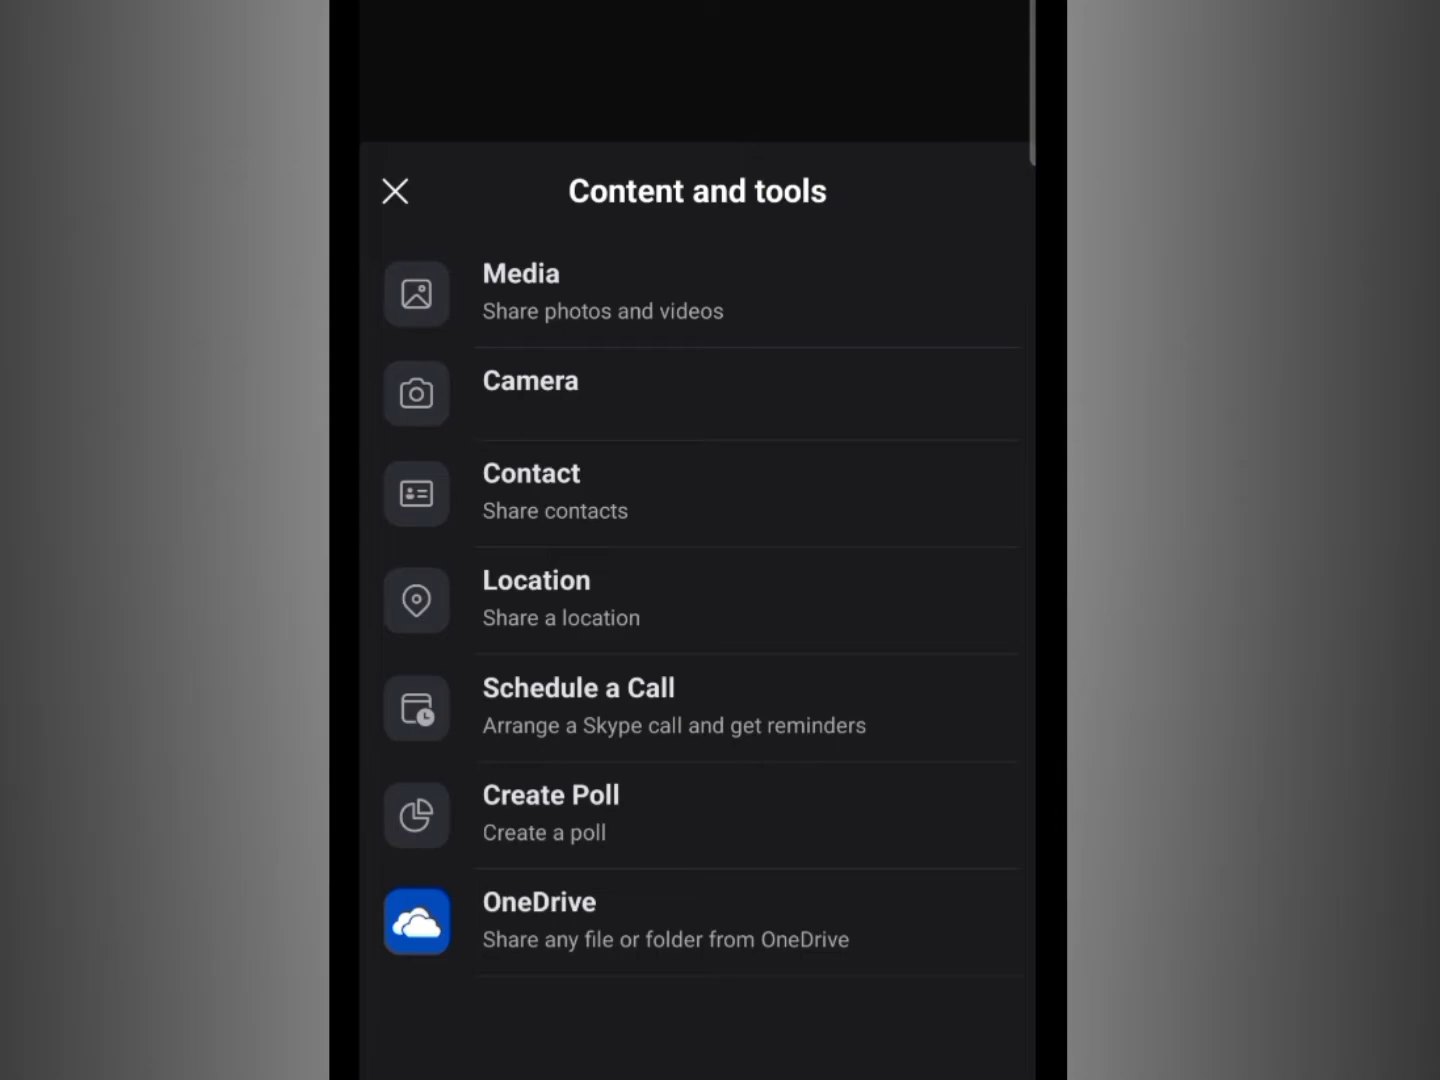 Content and tools
Media
Share photos and videos
Camera
Contact
Share contacts
Location
Share a location
Schedule a Call
Arrange a Skype call and get reminders
Create Poll
Create a poll
OneDrive
Share any file or folder from OneDrive